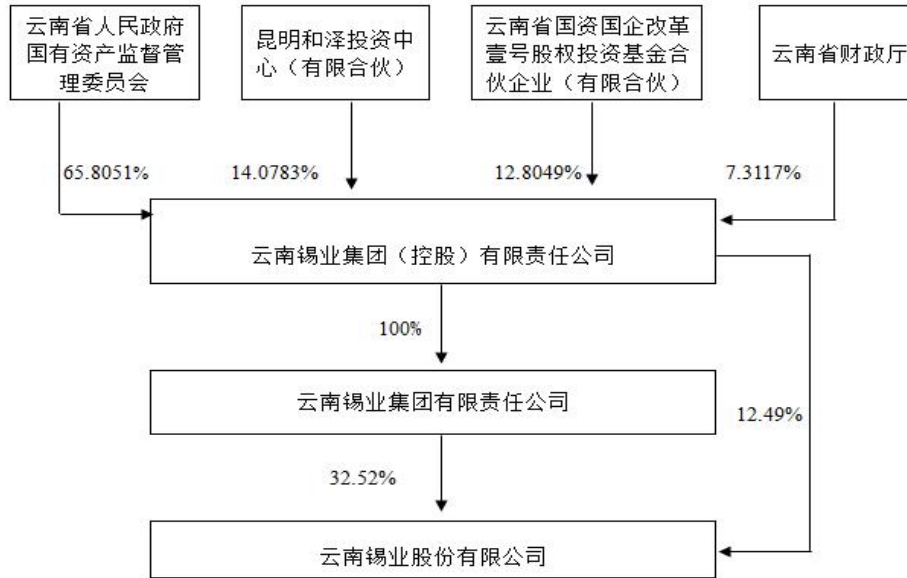 云南省人民政府
国有资产监督管
理委员会
昆明和泽投资中
心（有限合伙）
云南省国资国企改革
壹号股权投资基金合
伙企业（有限合伙）
云南省财政厅
65.8051%
14.0783%
12.8049%
7.3117%
云南锡业集团（控股）有限责任公司
100%
云南锡业集团有限责任公司
12.49%
32.52%
云南锡业股份有限公司